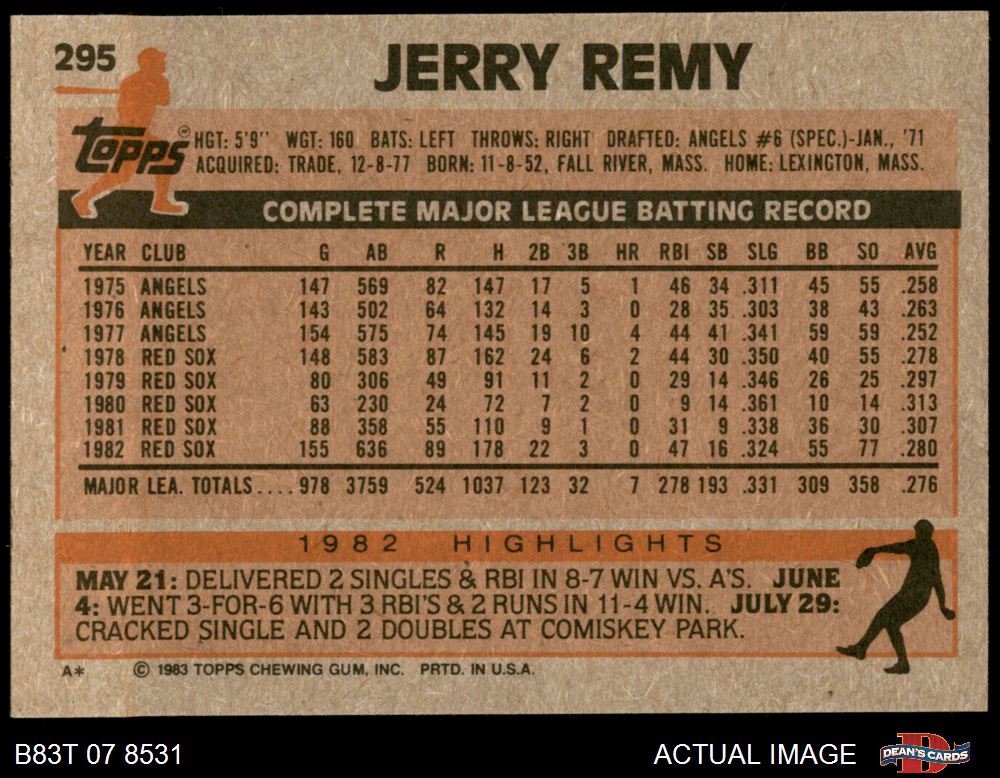 295 JERRY REMY
topps HGT: 5'9" WGT: 160 BATS: LEFT THROWS: RIGHT DRAFTED: ANGELS #6 (SPEC.)-JAN., '71
ACQUIRED: TRADE, 12-8-77 BORN: 11-8-52, FALL RIVER, MASS. HOME: LEXINGTON, MASS.
COMPLETE MAJOR LEAGUE BATTING RECORD
YEAR CLUB G AB R H 2B 3B HR RBI SB SLG BB SO AVG
1975 ANGELS 147 569 82 147 17 5 1 46 34 .311 45 55 .258
1976 ANGELS 143 502 64 132 14 3 0 28 35 .303 38 43 .263
1977 ANGELS 154 575 74 145 19 10 4 44 41 .341 59 59 .252
1978 RED SOX 148 583 87 162 24 6 2 44 30 .350 40 55 .278
1979 RED SOX 80 306 49 91 11 2 0 29 14 .346 26 25 .297
1980 RED SOX 63 230 24 72 7 2 0 9 14 .361 10 14 .313
1981 RED SOX 88 358 55 110 9 1 0 31 9 .338 36 30 .307
1982 RED SOX 155 636 89 178 22 3 0 47 16 .324 55 77 .280
MAJOR LEA. TOTALS.... 978 3759 524 1037 123 32 7 278 193 .331 309 358 .276
1982 HIGHLIGHTS
MAY 21: DELIVERED 2 SINGLES & RBI IN 8-7 WIN VS. A'S. JUNE
4: WENT 3-FOR-6 WITH 3 RBI'S & 2 RUNS IN 11-4 WIN. JULY 29:
CRACKED SINGLE AND 2 DOUBLES AT COMISKEY PARK.
A* © 1983 TOPPS CHEWING GUM, INC. PRTD. IN U.S.A.
B83T 07 8531 ACTUAL IMAGE DEAN'S CARDS